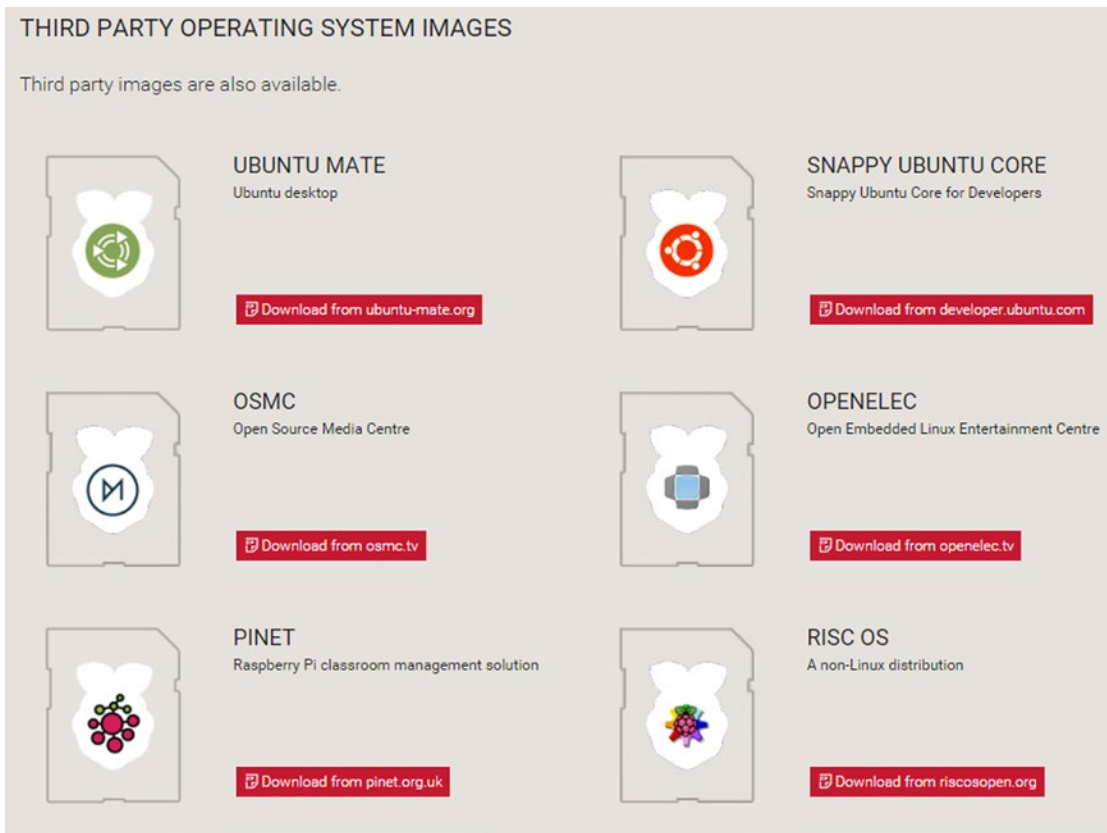 THIRD PARTY OPERATING SYSTEM IMAGES
Third party images are also available.
UBUNTU MATE
Ubuntu desktop
Download from ubuntu-mate.org
SNAPPY UBUNTU CORE
Snappy Ubuntu Core for Developers
Download from developer.ubuntu.com
OSMC
Open Source Media Centre
Download from osmc.tv
OPENELEC
Open Embedded Linux Entertainment Centre
Download from openelec.tv
PINET
Raspberry Pi classroom management solution
Download from pinet.org.uk
RISC OS
A non-Linux distribution
Download from riscosopen.org